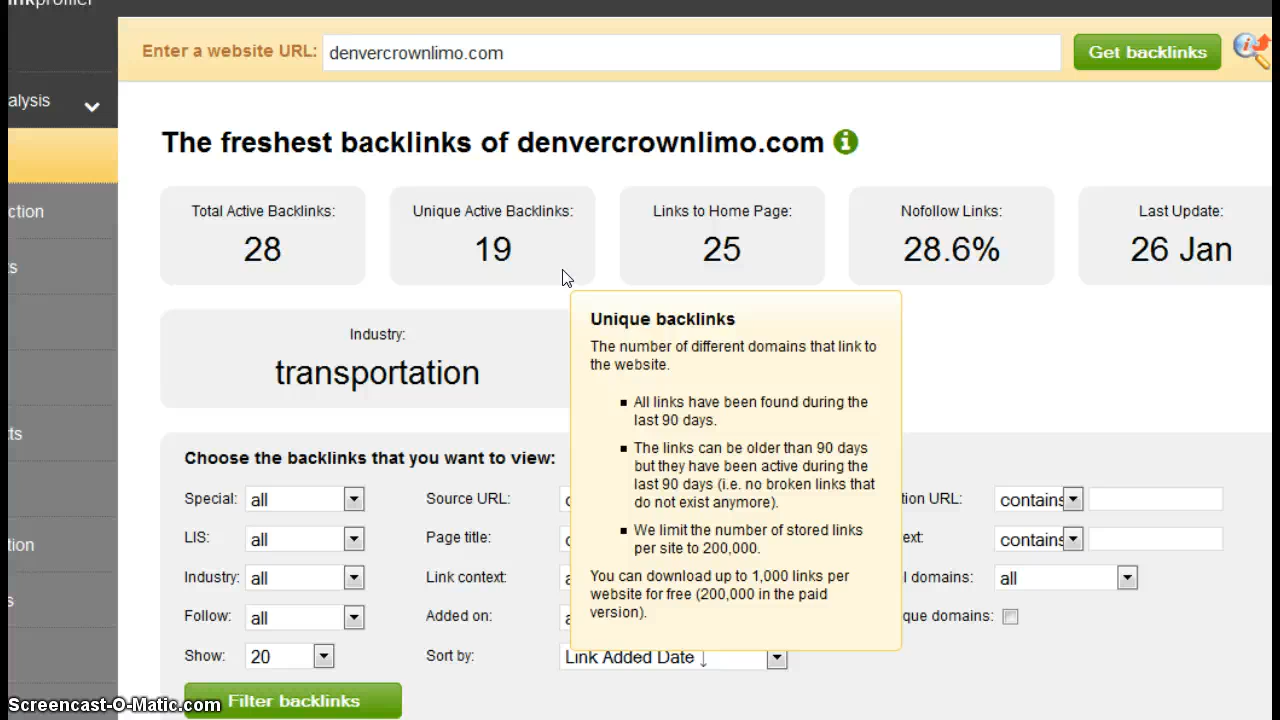 Enter a website URL: denvercrownlimo.com Get backlinks
alysis
The freshest backlinks of denvercrownlimo.com
ction
s
ts
tion
s
Total Active Backlinks: Unique Active Backlinks: Links to Home Page: Nofollow Links: Last Update:
28 19 25 28.6% 26 Jan
Industry:
transportation
Unique backlinks
The number of different domains that link to
the website.
All links have been found during the
last 90 days.
The links can be older than 90 days
but they have been active during the
last 90 days (i.e. no broken links that
do not exist anymore).
We limit the number of stored links
per site to 200,000.
You can download up to 1,000 links per
website for free (200,000 in the paid
version).
Choose the backlinks that you want to view:
Special: all Source URL: tion URL: contains
LIS: all Page title: ext: contains
Industry: all Link context: l domains: all
Follow: all Added on: que domains:
Show: 20 Sort by: Link Added Date ↓
Filter backlinks
Screencast-O-Matic.com